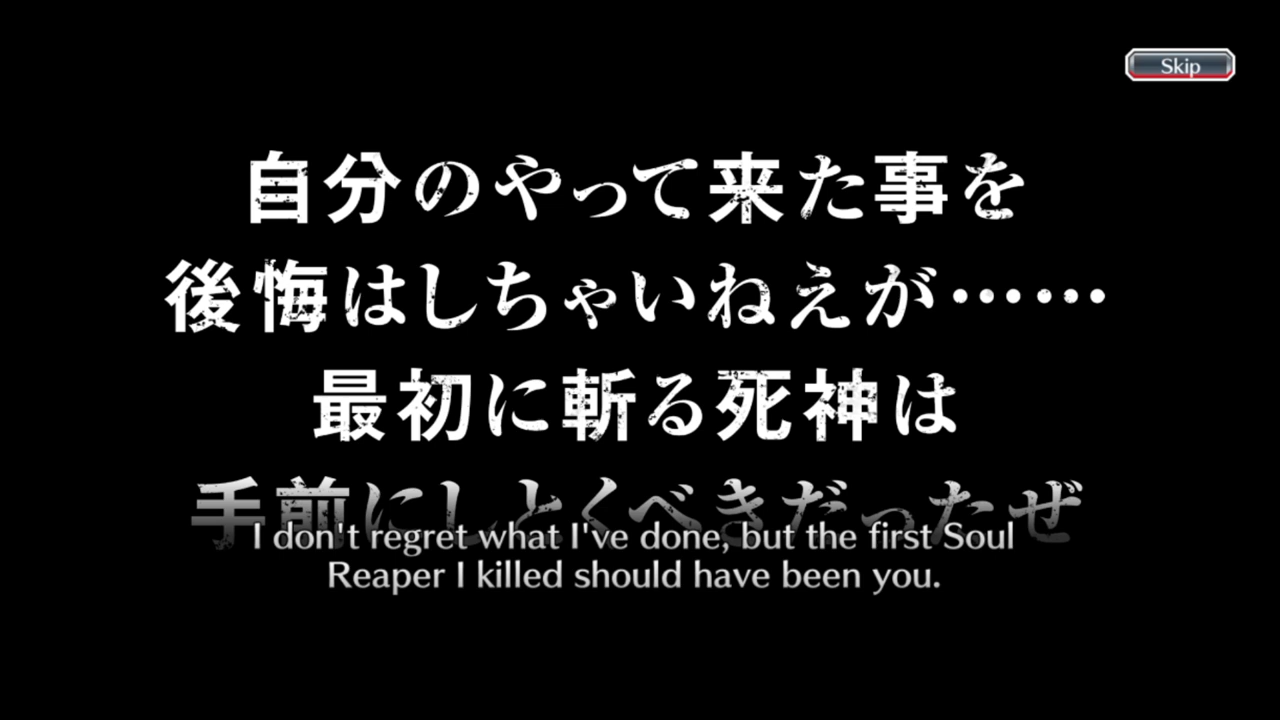 Skip
自分のやって来た事を
後悔はしちゃいねえが……
最初に斬る死神は
手前にしとくべきだったぜ
I don't regret what I've done, but the first Soul
Reaper I killed should have been you.